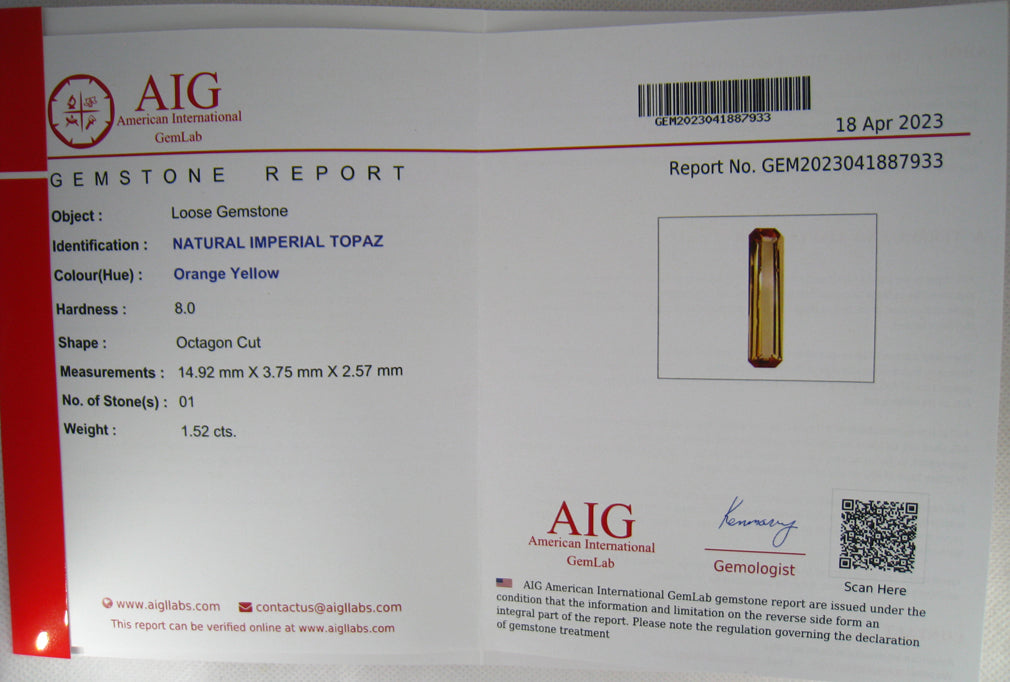 AIG
American International
GemLab
GEMSTONE REPORT
Object : Loose Gemstone
Identification : NATURAL IMPERIAL TOPAZ
Colour(Hue) : Orange Yellow
Hardness : 8.0
Shape : Octagon Cut
Measurements : 14.92 mm X 3.75 mm X 2.57 mm
No. of Stone(s) : 01
Weight : 1.52 cts.
www.aigllabs.com contactus@aigllabs.com
This report can be verified online at www.aigllabs.com
GEM2023041887933
18 Apr 2023
Report No. GEM2023041887933
AIG
American International
GemLab
Kenmary
Gemologist
Scan Here
AIG American International GemLab gemstone report are issued under the
condition that the information and limitation on the reverse side form an
integral part of the report. Please note the regulation governing the declaration
of gemstone treatment